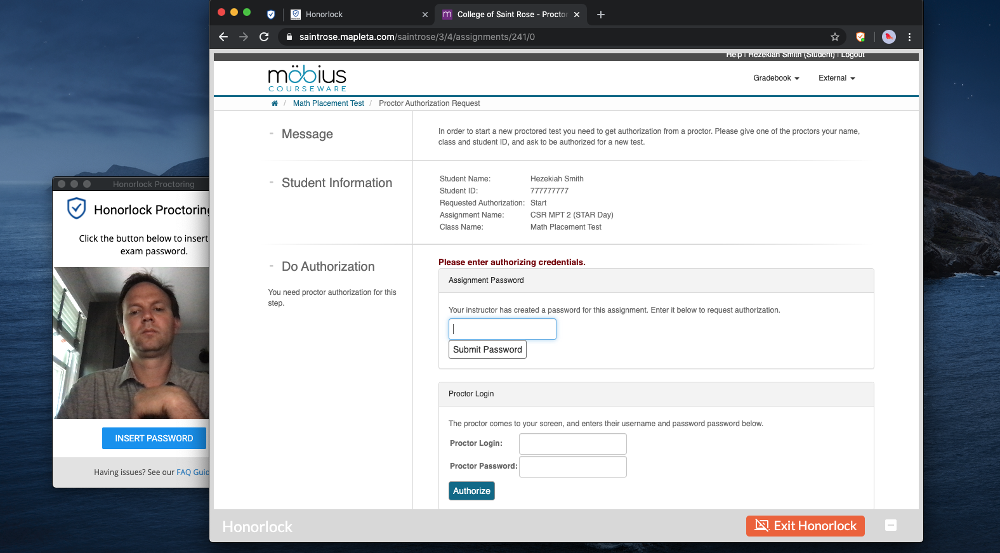 Honorlock
College of Saint Rose - Proctor
saintrose.mapleta.com/saintrose/3/4/assignments/241/0
Help | Hezekiah Smith (Student) | Logout
möbius
COURSEWARE
Gradebook
External
/ Math Placement Test / Proctor Authorization Request
- Message
In order to start a new proctored test you need to get authorization from a proctor. Please give one of the proctors your name,
class and student ID, and ask to be authorized for a new test.
- Student Information
Student Name: Hezekiah Smith
Student ID: 777777777
Requested Authorization: Start
Assignment Name: CSR MPT 2 (STAR Day)
Class Name: Math Placement Test
- Do Authorization
You need proctor authorization for this
step.
Please enter authorizing credentials.
Assignment Password
Your instructor has created a password for this assignment. Enter it below to request authorization.
Submit Password
Proctor Login
The proctor comes to your screen, and enters their username and password password below.
Proctor Login:
Proctor Password:
Authorize
Honorlock
Exit Honorlock
Honorlock Proctoring
Honorlock Proctoring
Click the button below to insert
exam password.
INSERT PASSWORD
Having issues? See our FAQ Guid